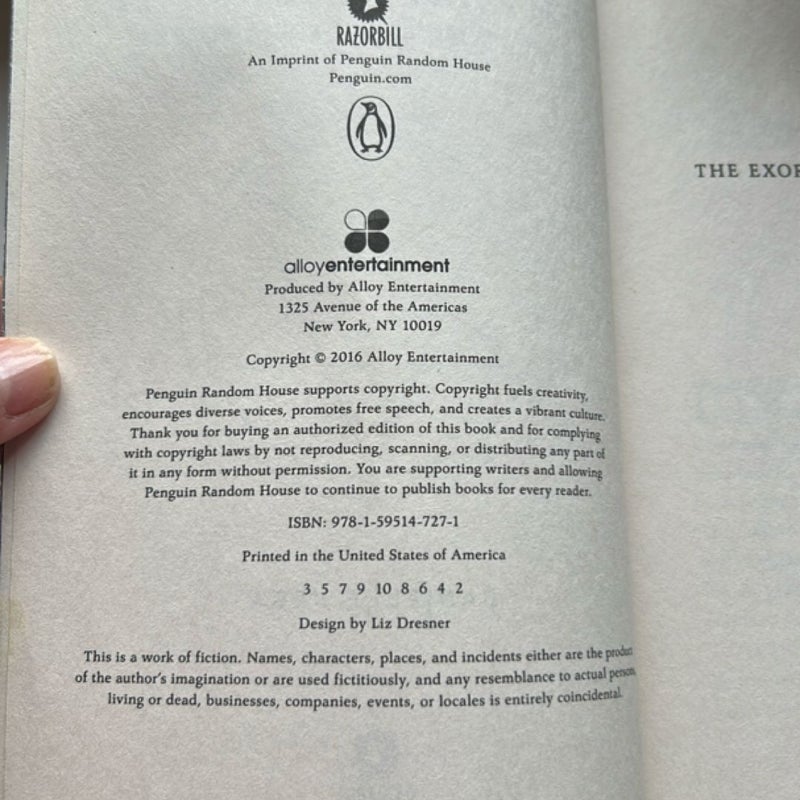 RAZORBILL
An Imprint of Penguin Random House
Penguin.com
alloyentertainment
Produced by Alloy Entertainment
1325 Avenue of the Americas
New York, NY 10019
Copyright © 2016 Alloy Entertainment
Penguin Random House supports copyright. Copyright fuels creativity,
encourages diverse voices, promotes free speech, and creates a vibrant culture.
Thank you for buying an authorized edition of this book and for complying
with copyright laws by not reproducing, scanning, or distributing any part of
it in any form without permission. You are supporting writers and allowing
Penguin Random House to continue to publish books for every reader.
ISBN: 978-1-59514-727-1
Printed in the United States of America
3 5 7 9 10 8 6 4 2
Design by Liz Dresner
This is a work of fiction. Names, characters, places, and incidents either are the product
of the author's imagination or are used fictitiously, and any resemblance to actual persons,
living or dead, businesses, companies, events, or locales is entirely coincidental.
THE